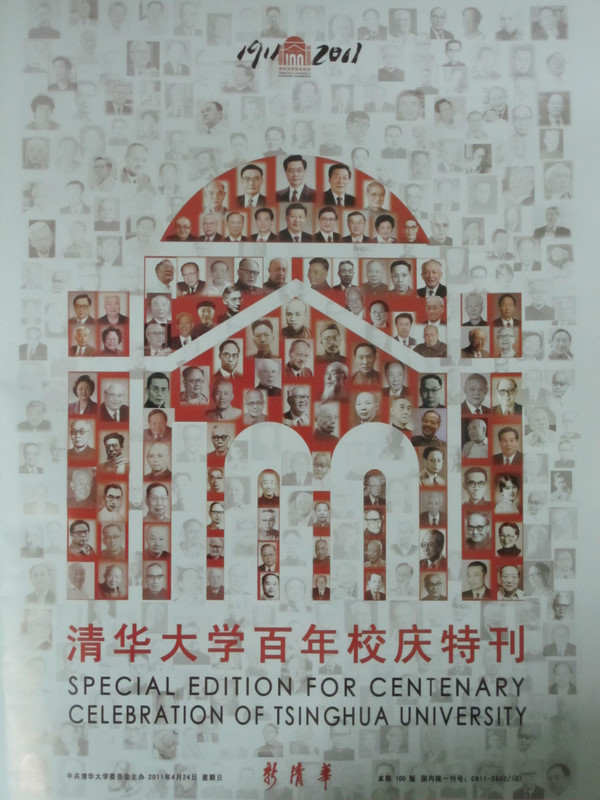 1911 100 2011
清华大学百年校庆特刊
SPECIAL EDITION FOR CENTENARY
CELEBRATION OF TSINGHUA UNIVERSITY
中共清华大学委员会主办 2011年4月24日 星期日 新清华 本期 100 版 国内统一刊号: